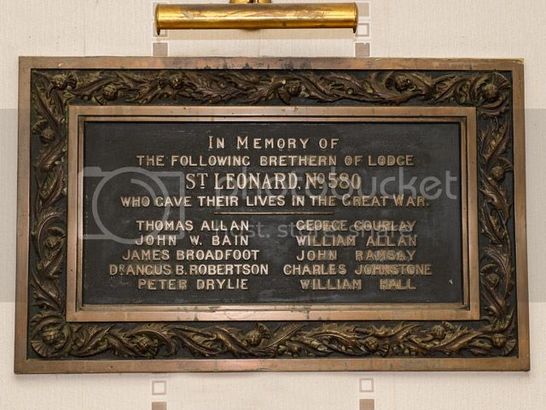 IN MEMORY OF
THE FOLLOWING BRETHERN OF LODGE
ST LEONARD. NO580
WHO GAVE THEIR LIVES IN THE GREAT WAR.
THOMAS ALLAN GEORGE GOURLAY
JOHN W. BAIN WILLIAM ALLAN
JAMES BROADFOOT JOHN RAMSAY
DR ANGUS B. ROBERTSON CHARLES JOHNSTONE
PETER DRYLIE WILLIAM HALL
photobucket